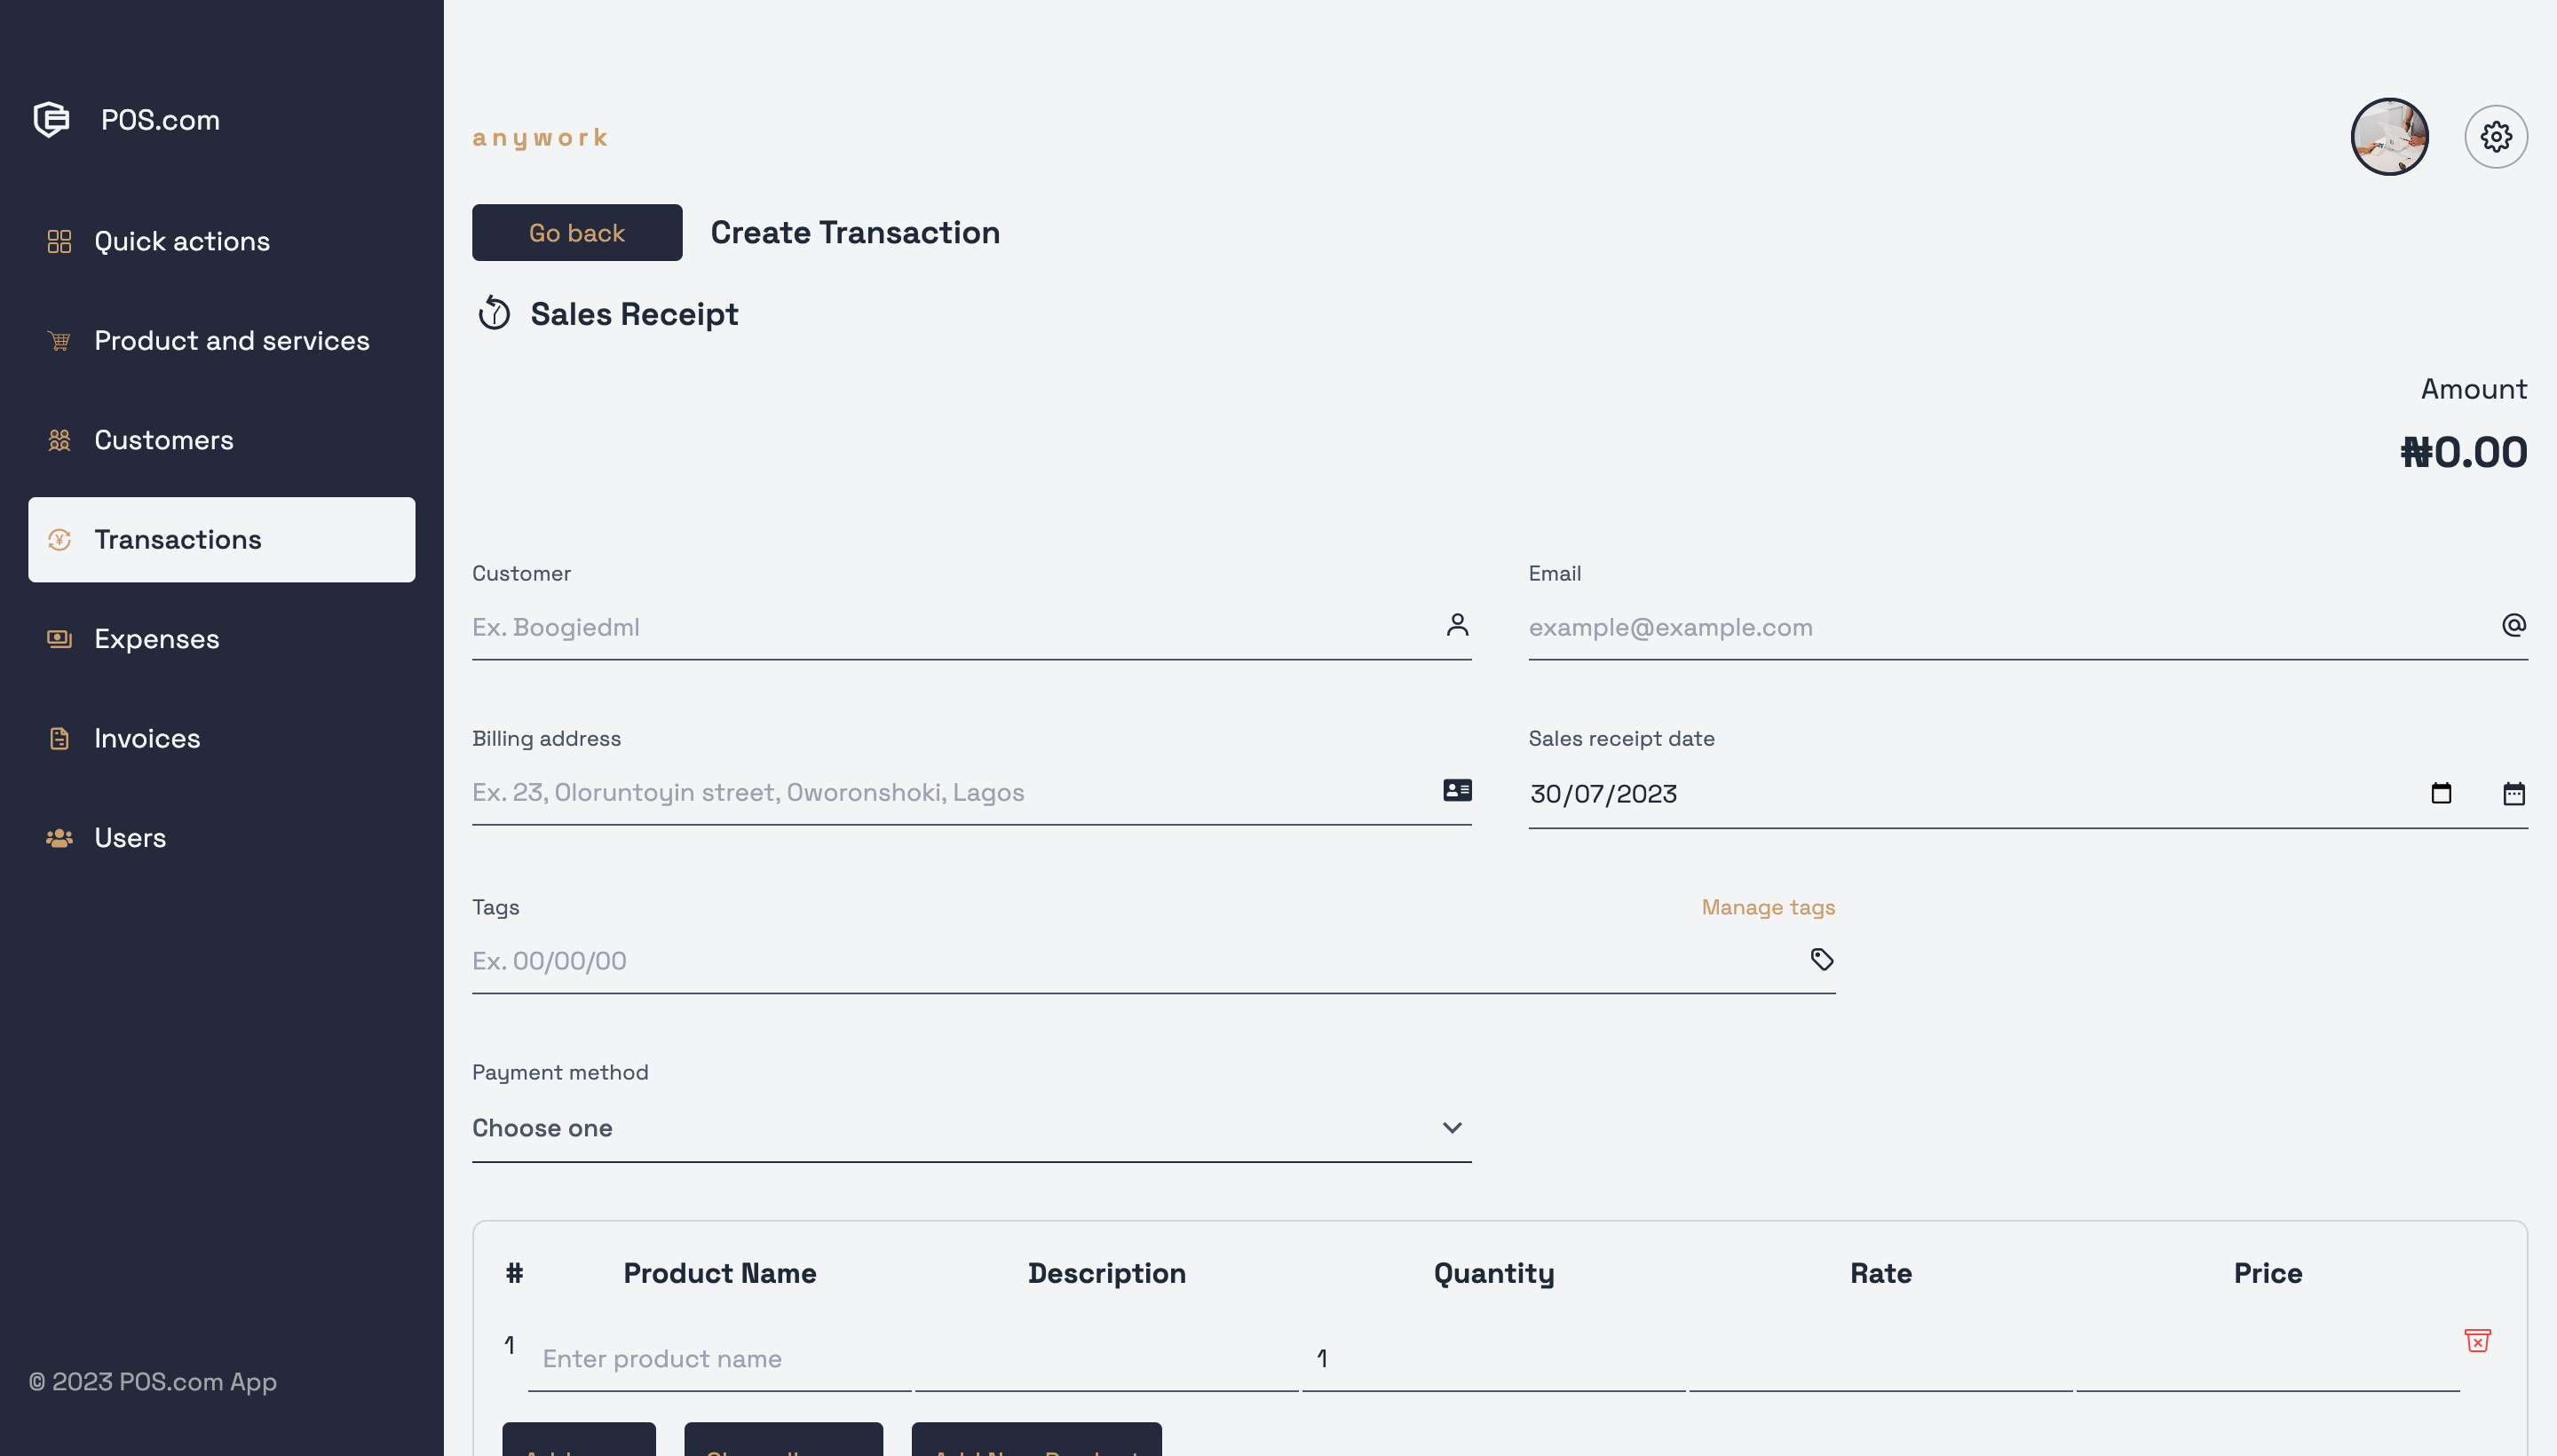 POS.com
Quick actions
Product and services
Customers
Transactions
Expenses
Invoices
Users
© 2023 POS.com App
anywork
Go back
Create Transaction
Sales Receipt
Amount
₦0.00
Customer
Ex. Boogiedml
Email
example@example.com
Billing address
Ex. 23, Oloruntoyin street, Oworonshoki, Lagos
Sales receipt date
30/07/2023
Tags
Manage tags
Ex. 00/00/00
Payment method
Choose one
# Product Name Description Quantity Rate Price
1 Enter product name 1
Add New Product